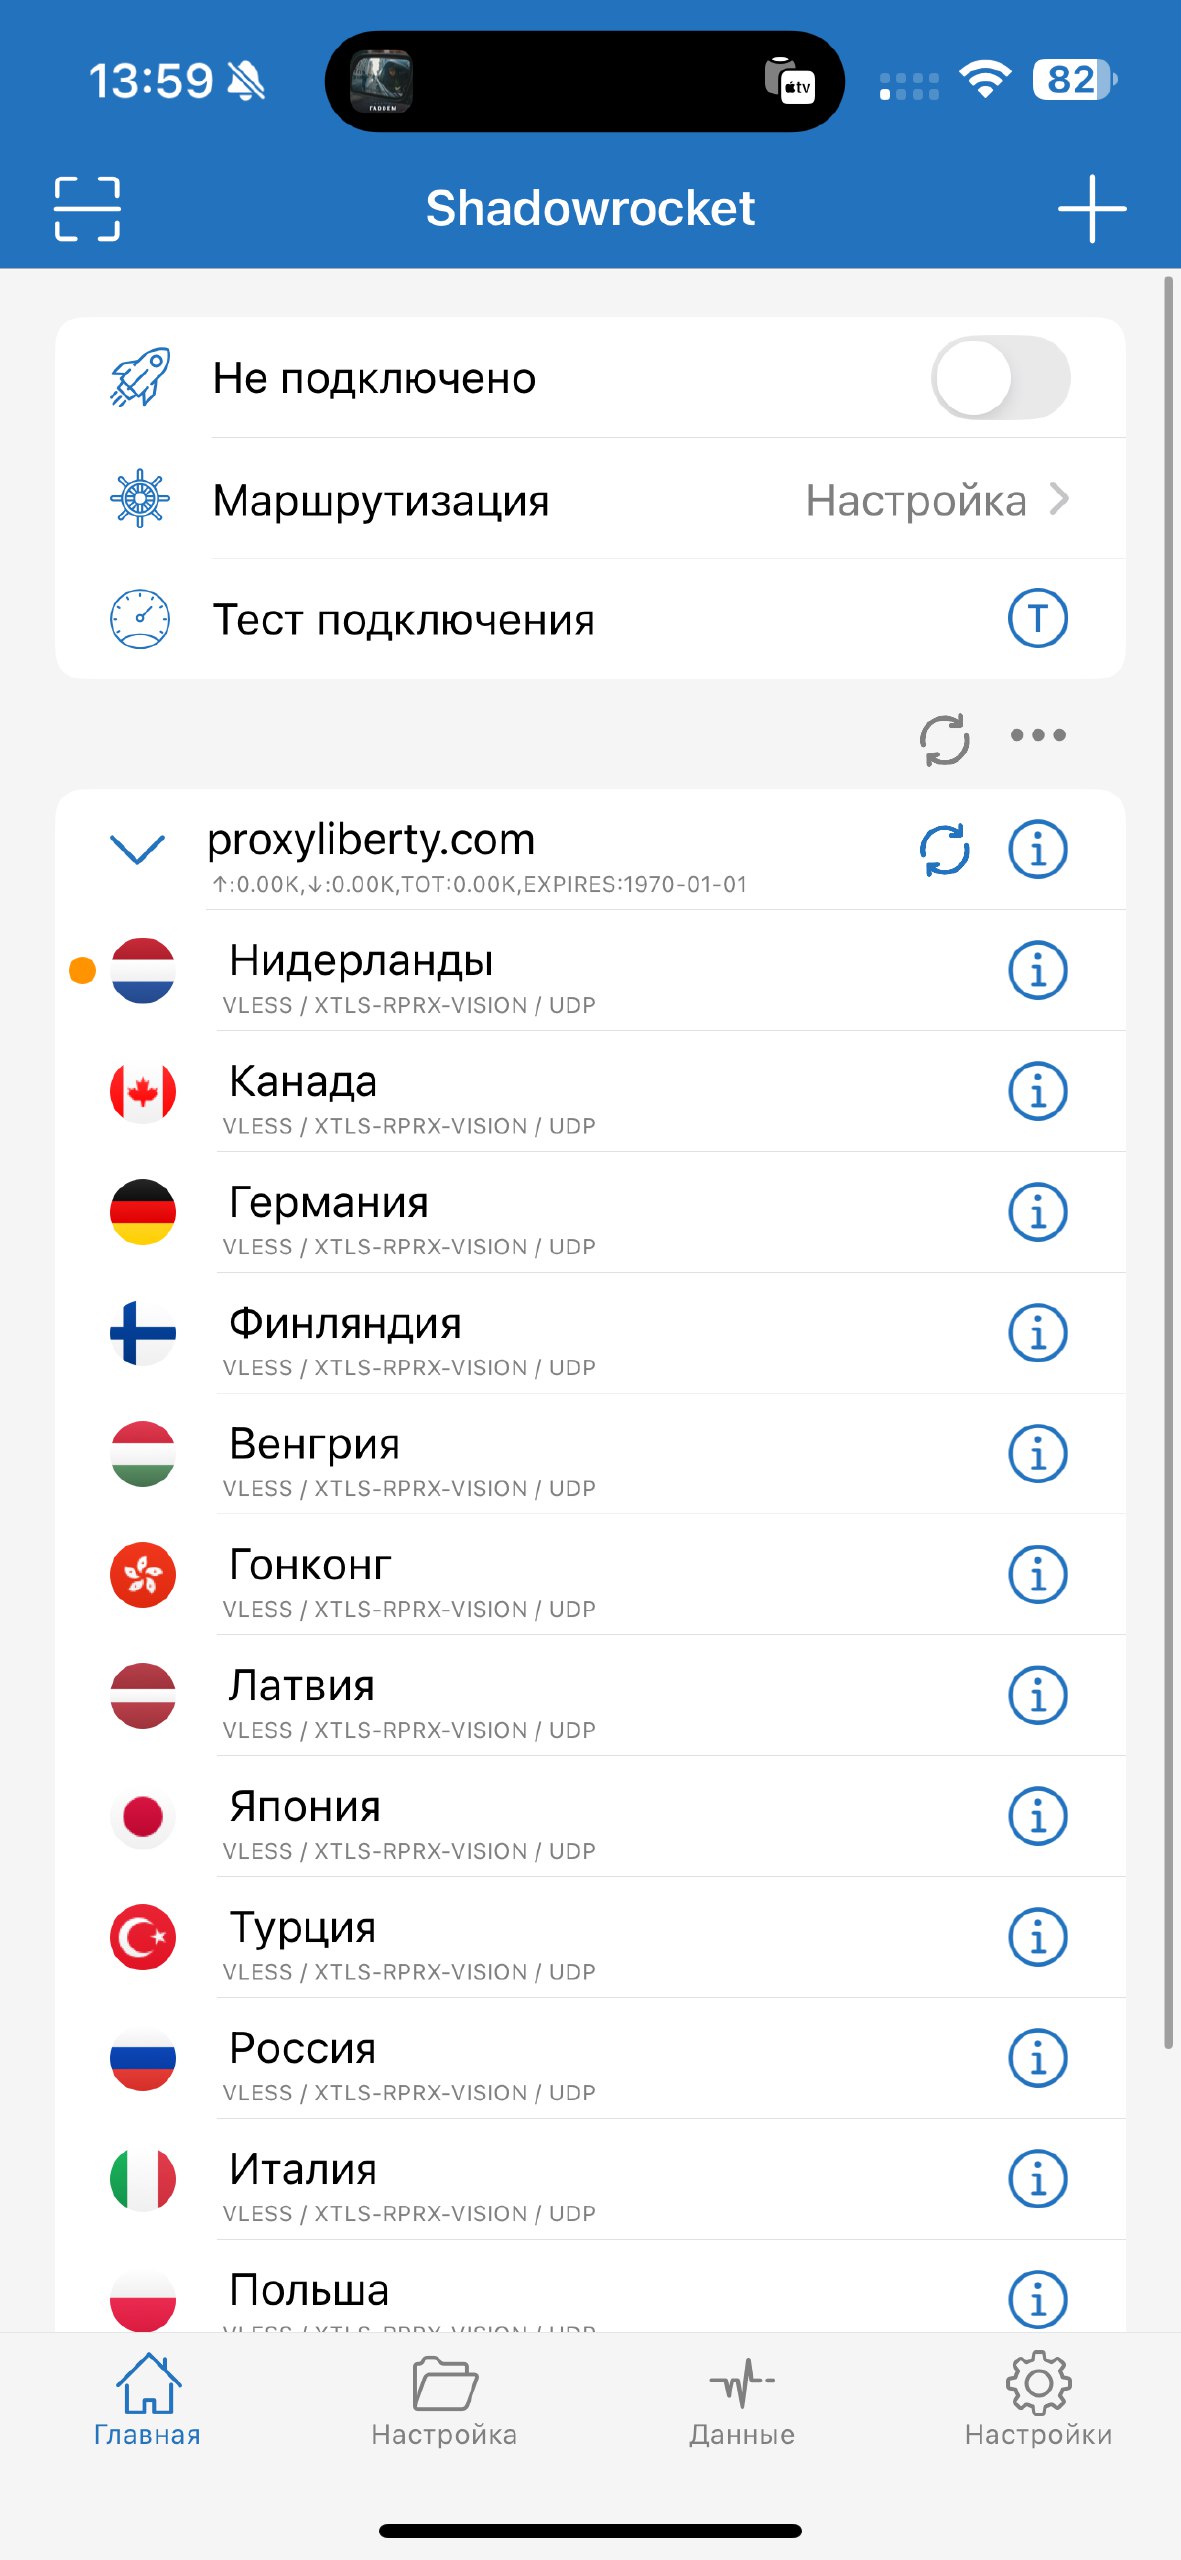 13:59
tv
82
Shadowrocket
Не подключено
Маршрутизация
Настройка
Тест подключения
T
proxyliberty.com
↑:0.00K,↓:0.00K,TOT:0.00K,EXPIRES:1970-01-01
Нидерланды
VLESS / XTLS-RPRX-VISION / UDP
Канада
VLESS / XTLS-RPRX-VISION / UDP
Германия
VLESS / XTLS-RPRX-VISION / UDP
Финляндия
VLESS / XTLS-RPRX-VISION / UDP
Венгрия
VLESS / XTLS-RPRX-VISION / UDP
Гонконг
VLESS / XTLS-RPRX-VISION / UDP
Латвия
VLESS / XTLS-RPRX-VISION / UDP
Япония
VLESS / XTLS-RPRX-VISION / UDP
Турция
VLESS / XTLS-RPRX-VISION / UDP
Россия
VLESS / XTLS-RPRX-VISION / UDP
Италия
VLESS / XTLS-RPRX-VISION / UDP
Польша
VLESS / XTLS-RPRX-VISION / UDP
Главная
Настройка
Данные
Настройки